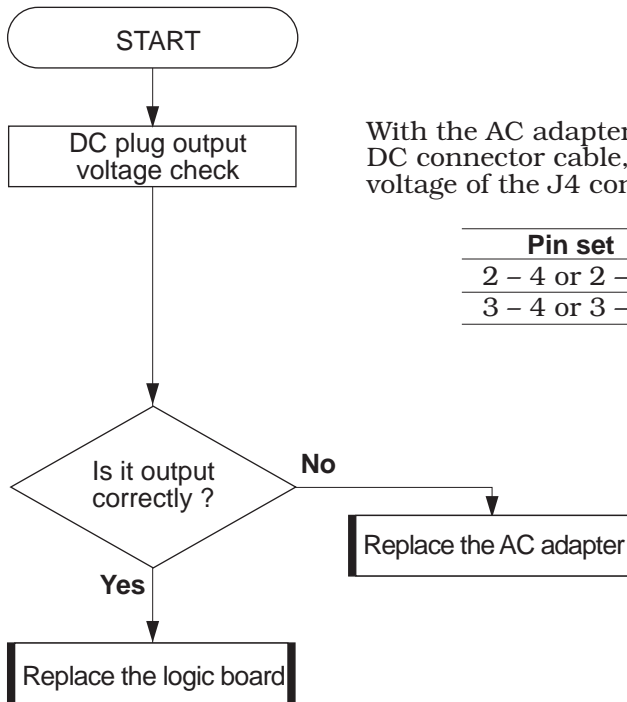 START
DC plug output
voltage check
With the AC adapter
DC connector cable,
voltage of the J4
Pin set
2 – 4 or 2 –
3 – 4 or 3 –
Is it output
correctly ?
No
Replace the AC adapter
Yes
Replace the logic board